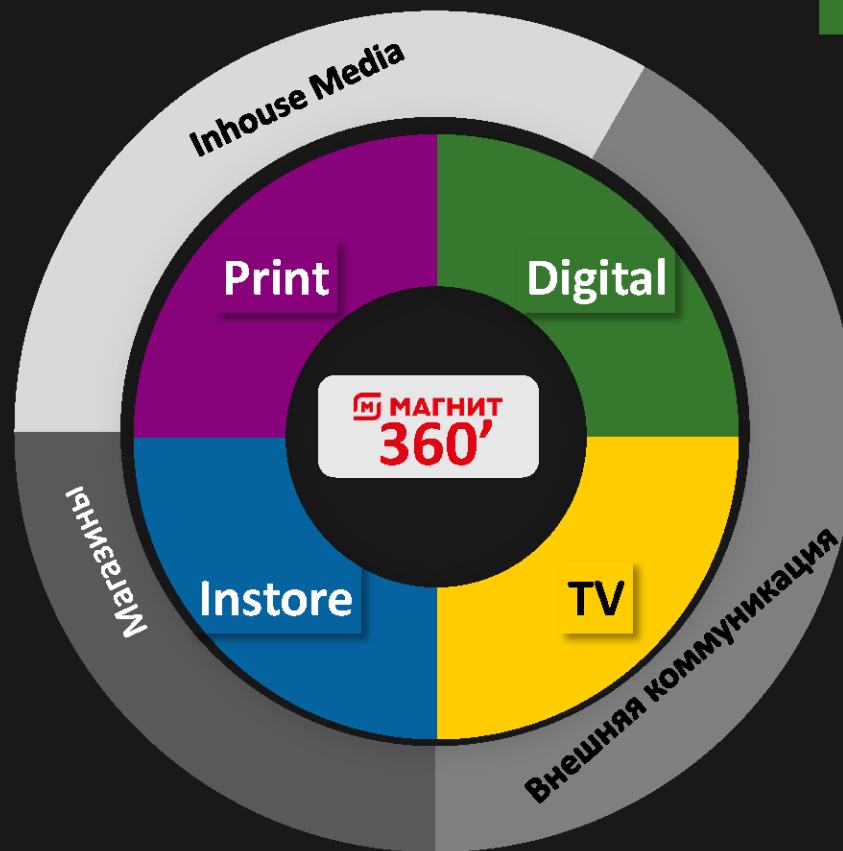 Inhouse Media
Print
Digital
МАГНИТ
360’
Магазины
Instore
TV
Внешняя коммуникация